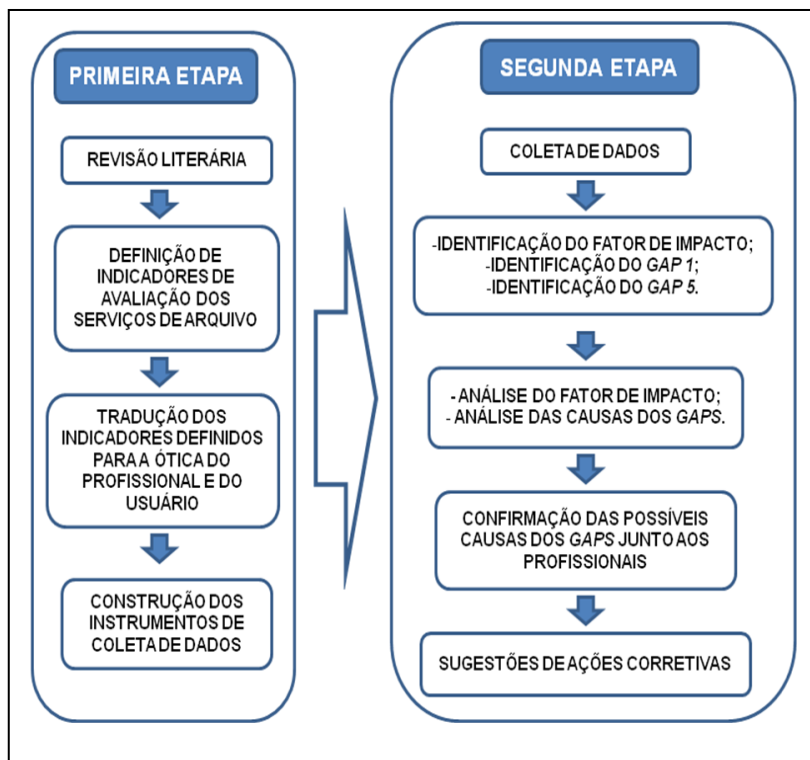 PRIMEIRA ETAPA
REVISÃO LITERÁRIA
DEFINIÇÃO DE
INDICADORES DE
AVALIAÇÃO DOS
SERVIÇOS DE ARQUIVO
TRADUÇÃO DOS
INDICADORES DEFINIDOS
PARA A ÓTICA DO
PROFISSIONAL E DO
USUÁRIO
CONSTRUÇÃO DOS
INSTRUMENTOS DE
COLETA DE DADOS
SEGUNDA ETAPA
COLETA DE DADOS
-IDENTIFICAÇÃO DO FATOR DE IMPACTO;
-IDENTIFICAÇÃO DO GAP 1;
-IDENTIFICAÇÃO DO GAP 5.
- ANÁLISE DO FATOR DE IMPACTO;
- ANÁLISE DAS CAUSAS DOS GAPS.
CONFIRMAÇÃO DAS POSSÍVEIS
CAUSAS DOS GAPS JUNTO AOS
PROFISSIONAIS
SUGESTÕES DE AÇÕES CORRETIVAS